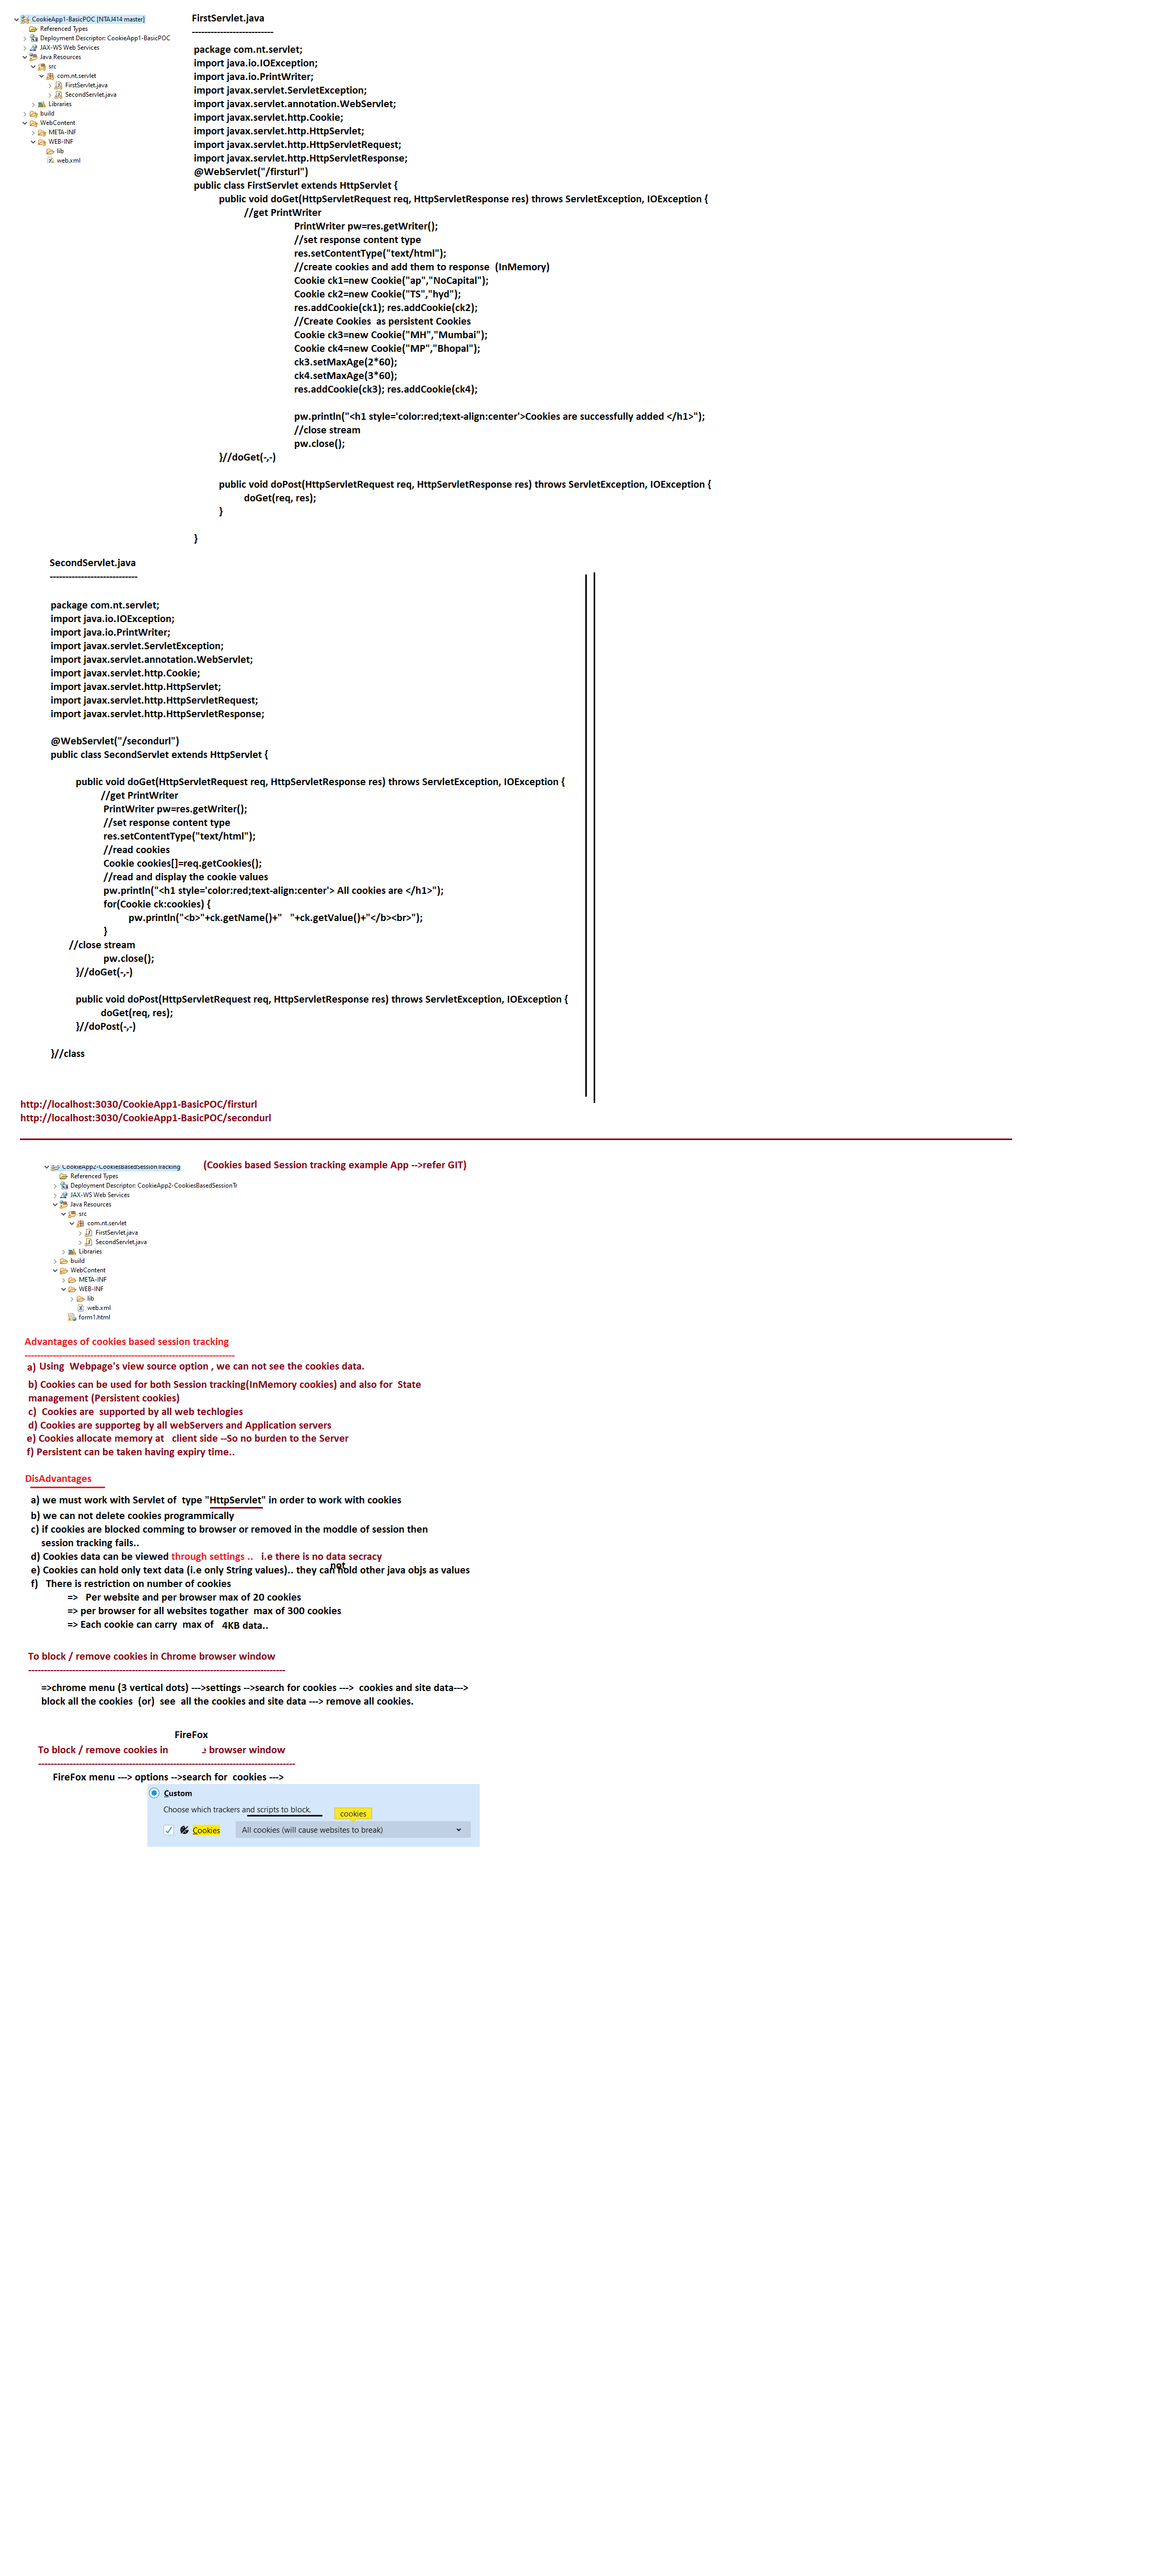 CookieApp1-BasicPOC [NTAJ414 master]
Referenced Types
Deployment Descriptor: CookieApp1-BasicPOC
JAX-WS Web Services
Java Resources
src
com.nt.servlet
FirstServlet.java
SecondServlet.java
Libraries
build
WebContent
META-INF
WEB-INF
lib
web.xml
FirstServlet.java
--------------------------
package com.nt.servlet;
import java.io.IOException;
import java.io.PrintWriter;
import javax.servlet.ServletException;
import javax.servlet.annotation.WebServlet;
import javax.servlet.http.Cookie;
import javax.servlet.http.HttpServlet;
import javax.servlet.http.HttpServletRequest;
import javax.servlet.http.HttpServletResponse;
@WebServlet("/firsturl")
public class FirstServlet extends HttpServlet {
public void doGet(HttpServletRequest req, HttpServletResponse res) throws ServletException, IOException {
//get PrintWriter
PrintWriter pw=res.getWriter();
//set response content type
res.setContentType("text/html");
//create cookies and add them to response  (InMemory)
Cookie ck1=new Cookie("ap","NoCapital");
Cookie ck2=new Cookie("TS","hyd");
res.addCookie(ck1); res.addCookie(ck2);
//Create Cookies  as persistent Cookies
Cookie ck3=new Cookie("MH","Mumbai");
Cookie ck4=new Cookie("MP","Bhopal");
ck3.setMaxAge(2*60);
ck4.setMaxAge(3*60);
res.addCookie(ck3); res.addCookie(ck4);
pw.println("<h1 style='color:red;text-align:center'>Cookies are successfully added </h1>");
//close stream
pw.close();
}//doGet(-,-)
public void doPost(HttpServletRequest req, HttpServletResponse res) throws ServletException, IOException {
doGet(req, res);
}
}
SecondServlet.java
----------------------------
package com.nt.servlet;
import java.io.IOException;
import java.io.PrintWriter;
import javax.servlet.ServletException;
import javax.servlet.annotation.WebServlet;
import javax.servlet.http.Cookie;
import javax.servlet.http.HttpServlet;
import javax.servlet.http.HttpServletRequest;
import javax.servlet.http.HttpServletResponse;
@WebServlet("/secondurl")
public class SecondServlet extends HttpServlet {
public void doGet(HttpServletRequest req, HttpServletResponse res) throws ServletException, IOException {
//get PrintWriter
PrintWriter pw=res.getWriter();
//set response content type
res.setContentType("text/html");
//read cookies
Cookie cookies[]=req.getCookies();
//read and display the cookie values
pw.println("<h1 style='color:red;text-align:center'> All cookies are </h1>");
for(Cookie ck:cookies) {
pw.println("<b>"+ck.getName()+"   "+ck.getValue()+"</b><br>");
}
//close stream
pw.close();
}//doGet(-,-)
public void doPost(HttpServletRequest req, HttpServletResponse res) throws ServletException, IOException {
doGet(req, res);
}//doPost(-,-)
}//class
http://localhost:3030/CookieApp1-BasicPOC/firsturl
http://localhost:3030/CookieApp1-BasicPOC/secondurl
CookieApp2-CookiesBasedSessionTracking
(Cookies based Session tracking example App -->refer GIT)
Referenced Types
Deployment Descriptor: CookieApp2-CookiesBasedSessionTr
JAX-WS Web Services
Java Resources
src
com.nt.servlet
FirstServlet.java
SecondServlet.java
Libraries
build
WebContent
META-INF
WEB-INF
lib
web.xml
form1.html
Advantages of cookies based session tracking
-------------------------------------------------------------------
a) Using  Webpage's view source option , we can not see the cookies data.
b) Cookies can be used for both Session tracking(InMemory cookies) and also for  State
management (Persistent cookies)
c)  Cookies are  supported by all web techlogies
d) Cookies are supporteg by all webServers and Application servers
e) Cookies allocate memory at   client side --So no burden to the Server
f) Persistent can be taken having expiry time..
DisAdvantages
a) we must work with Servlet of  type "HttpServlet" in order to work with cookies
b) we can not delete cookies programmically
c) if cookies are blocked comming to browser or removed in the moddle of session then
session tracking fails..
d) Cookies data can be viewed through settings ..   i.e there is no data secracy
not
e) Cookies can hold only text data (i.e only String values).. they can hold other java objs as values
f)   There is restriction on number of cookies
=>   Per website and per browser max of 20 cookies
=> per browser for all websites togather  max of 300 cookies
=> Each cookie can carry  max of   4KB data..
To block / remove cookies in Chrome browser window
----------------------------------------------------------------------------------
=>chrome menu (3 vertical dots) --->settings -->search for cookies --->  cookies and site data--->
block all the cookies  (or)  see  all the cookies and site data ---> remove all cookies.
FireFox
To block / remove cookies in browser window
----------------------------------------------------------------------------------
FireFox menu ---> options -->search for  cookies --->
Custom
Choose which trackers and scripts to block.
cookies
Cookies
All cookies (will cause websites to break)